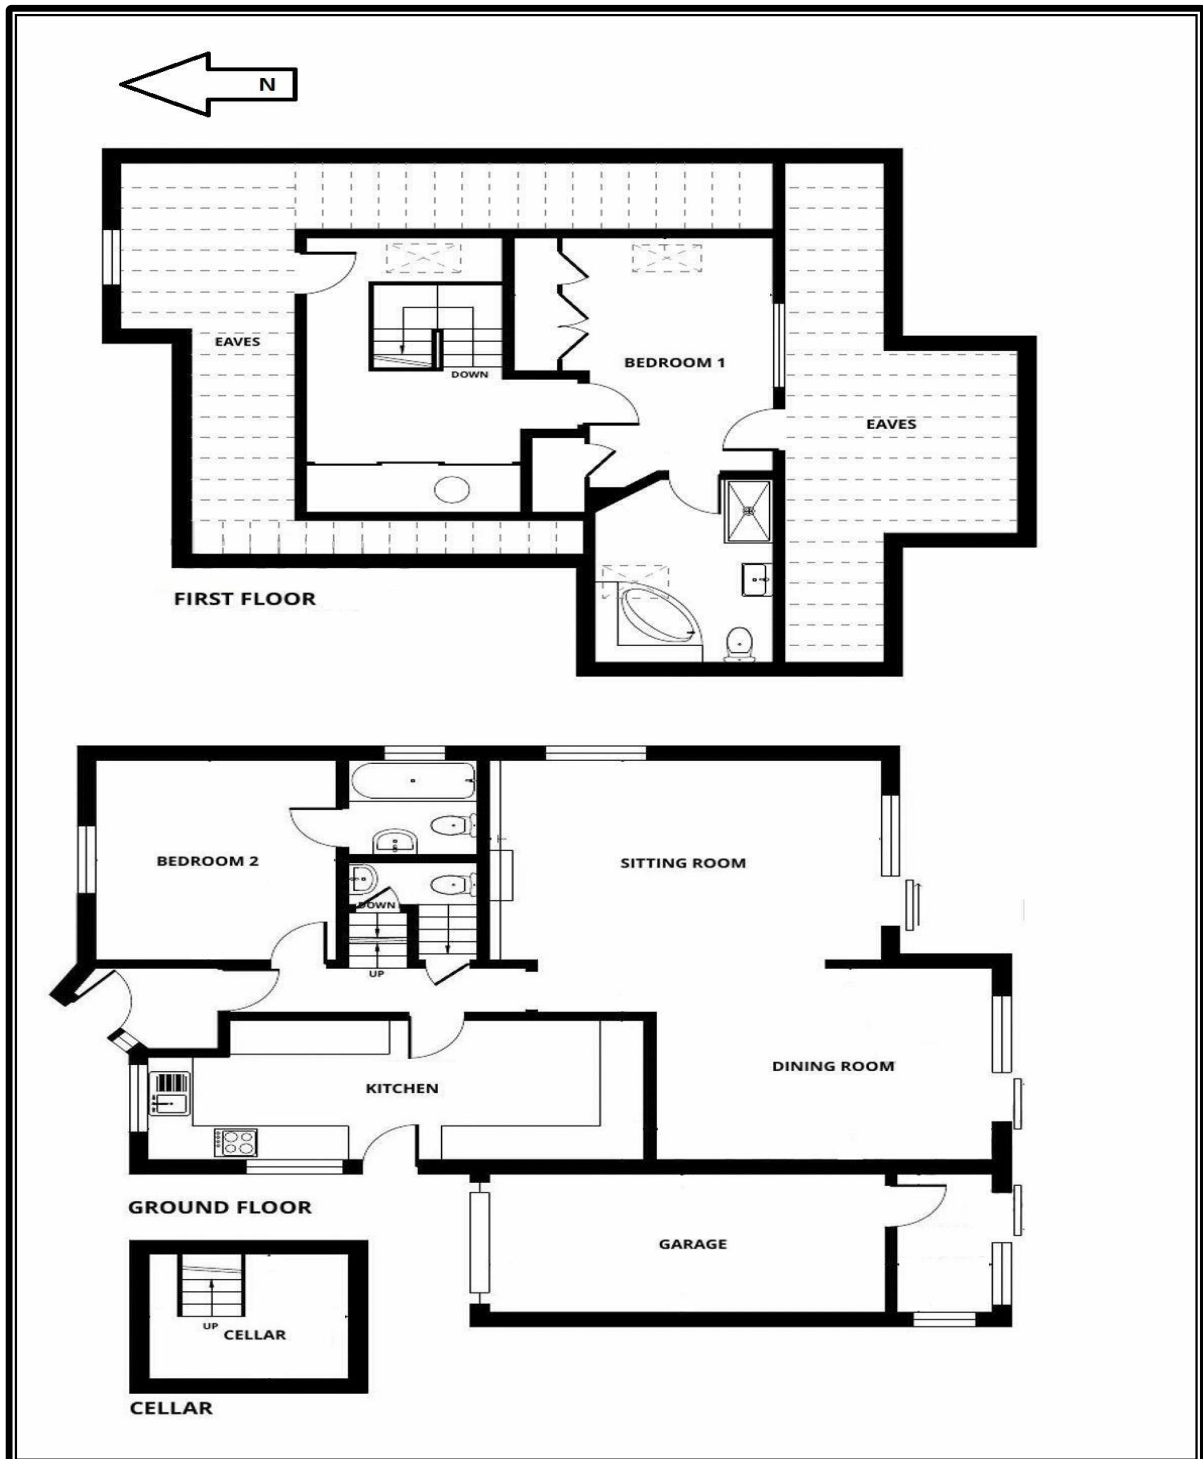 N
EAVES
DOWN
BEDROOM 1
EAVES
FIRST FLOOR
BEDROOM 2
SITTING ROOM
DOWN
UP
DINING ROOM
KITCHEN
GROUND FLOOR
GARAGE
UP
CELLAR
CELLAR